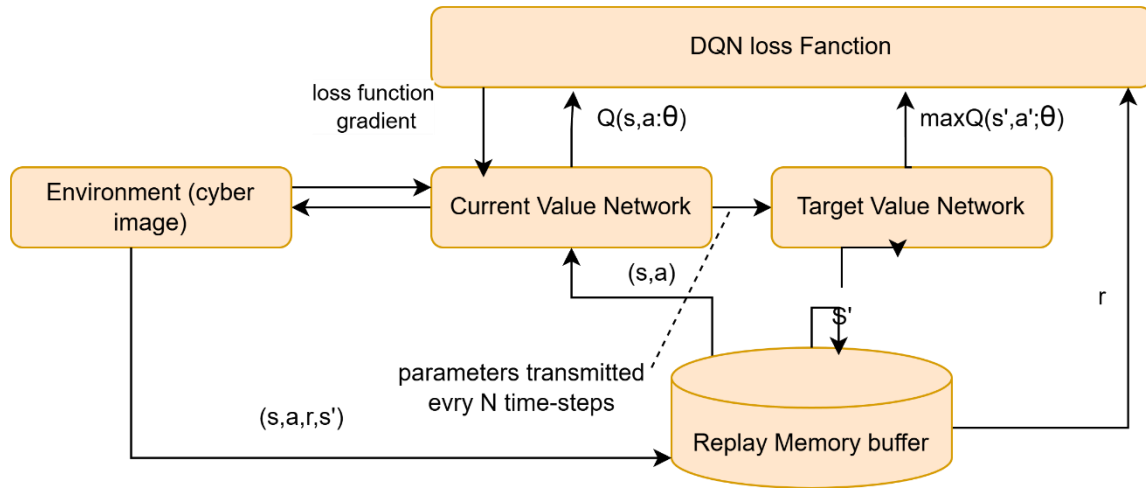 DQN loss Fanction
loss function
gradient
Q(s,a:θ)
maxQ(s',a';θ)
Environment (cyber
image)
Current Value Network
Target Value Network
(s,a)
r
S'
parameters transmitted
evry N time-steps
(s,a,r,s')
Replay Memory buffer